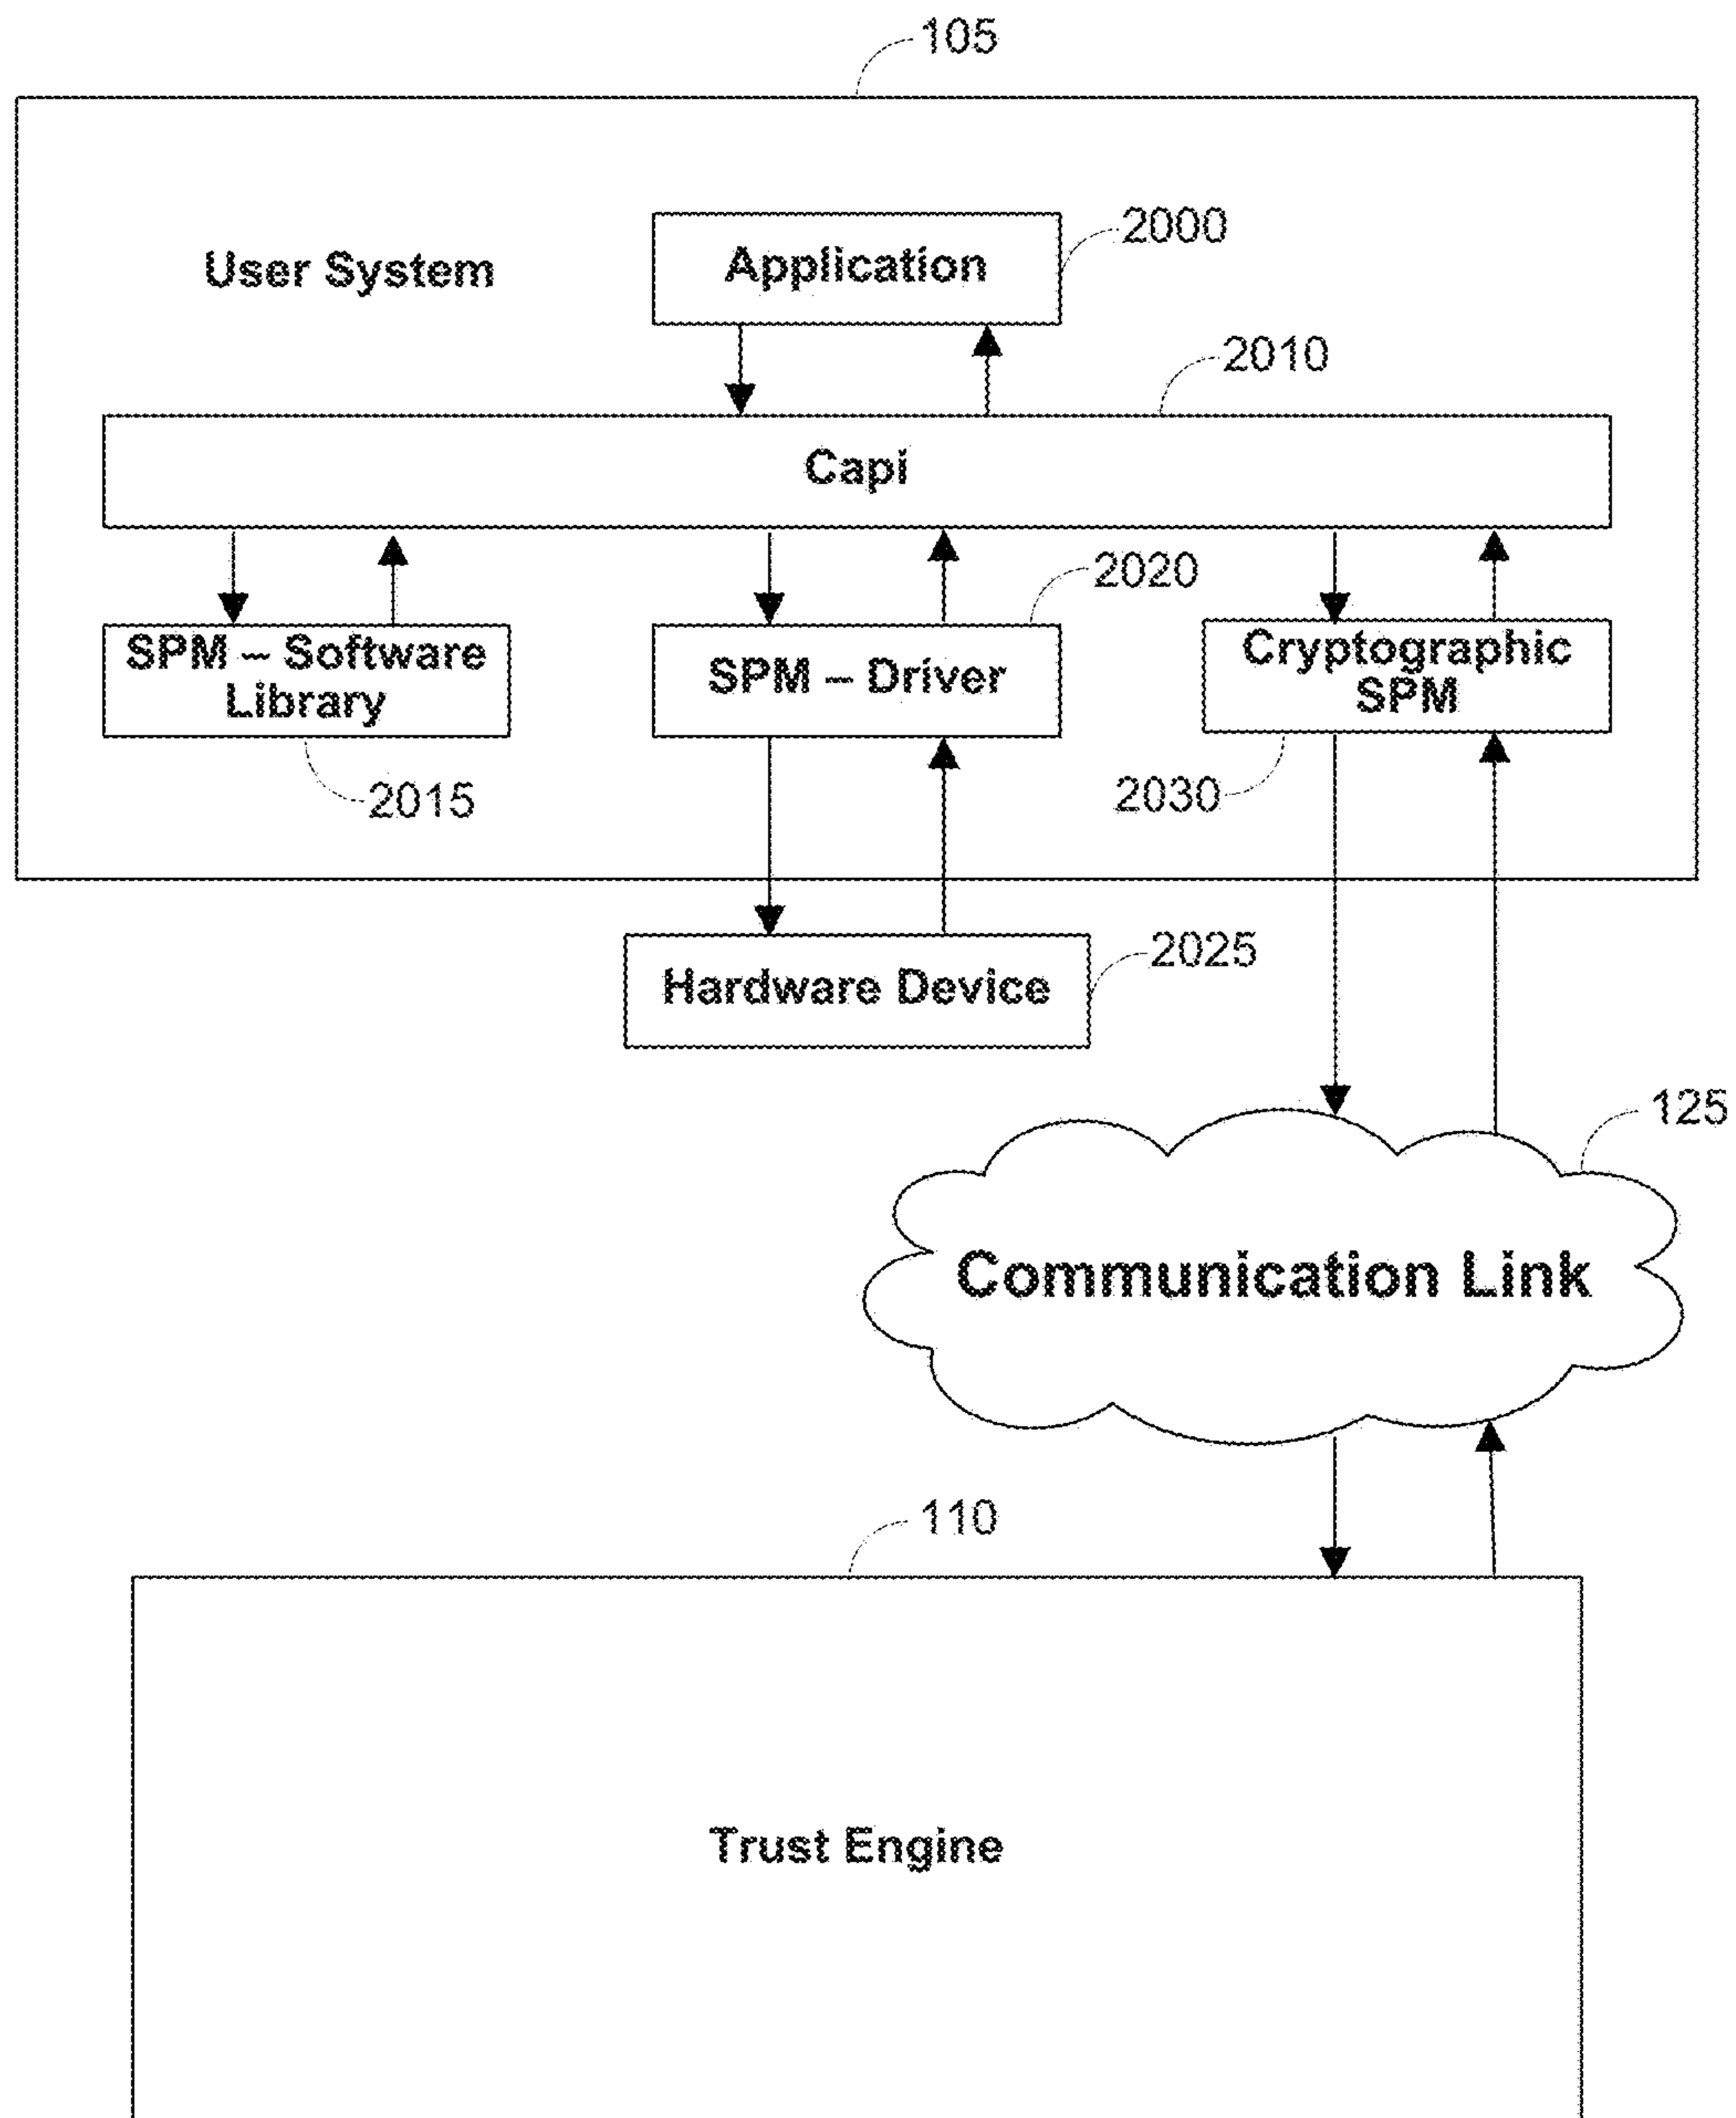 105
User System
Application
2000
2010
Capi
2020
SPM – Software
Library
SPM – Driver
Cryptographic
SPM
2015
2030
Hardware Device
2025
125
Communication Link
110
Trust Engine